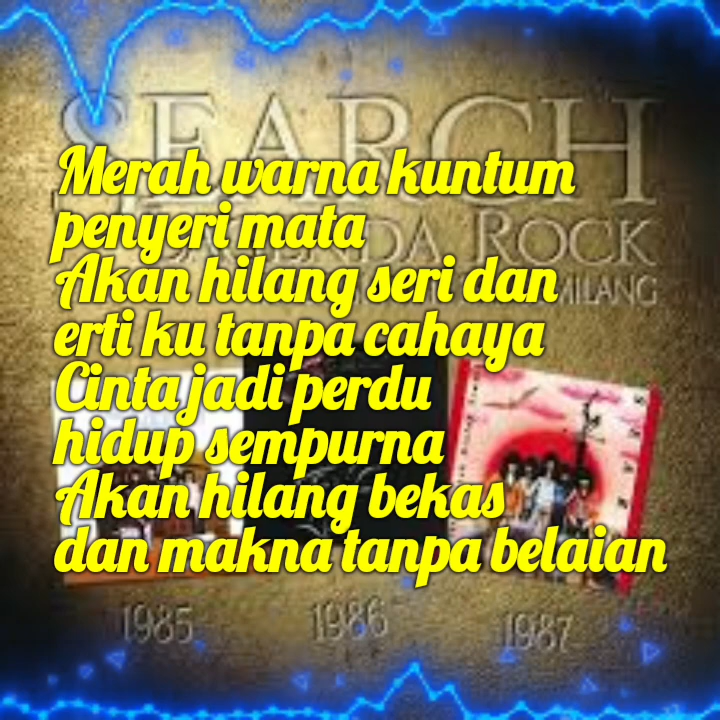 SEARCH
Merah warna kuntum
penyeri mata
ROCK
Akan hilang seri dan
erti ku tanpa cahaya
Cinta jadi perdu
hidup sempurna
Akan hilang bekas
dan makna tanpa belaian
1985 1986 1987